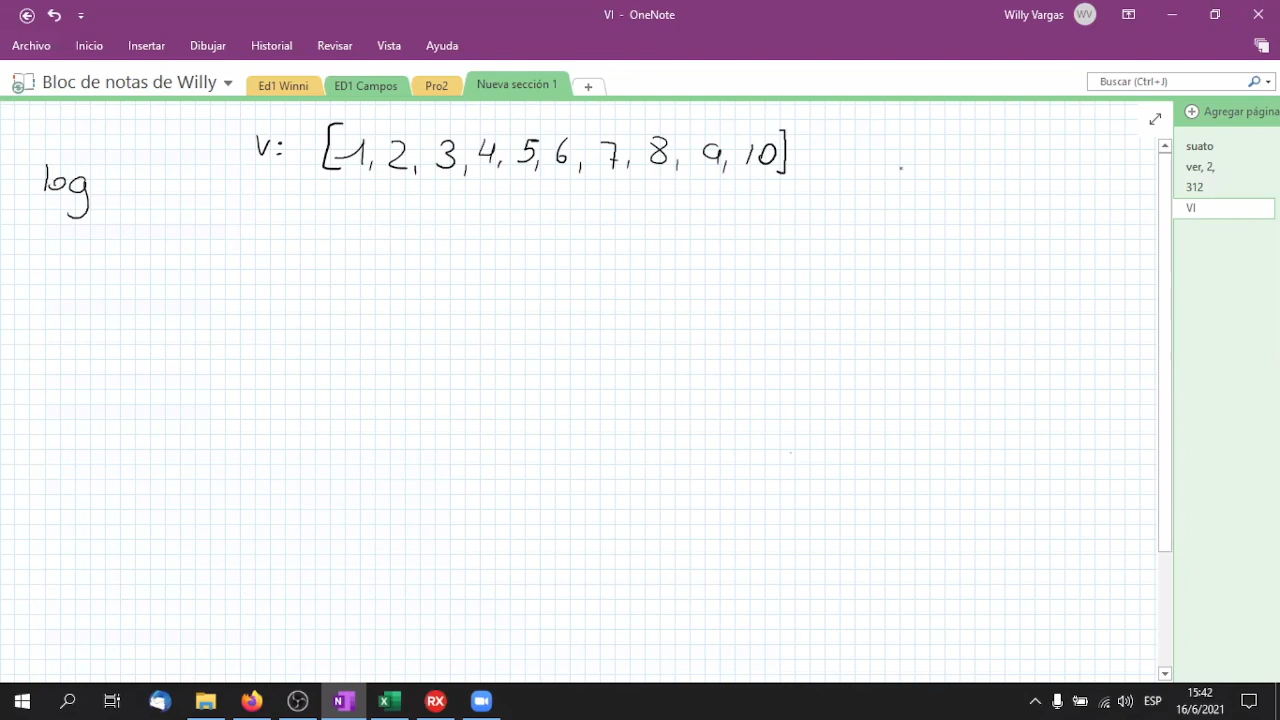 VI - OneNote
Willy Vargas WV
Archivo Inicio Insertar Dibujar Historial Revisar Vista Ayuda
Bloc de notas de Willy
Ed1 Winni ED1 Campos Pro2 Nueva sección 1 +
Buscar (Ctrl+J)
Agregar página
suato
ver, 2,
312
VI
V: [1, 2, 3, 4, 5, 6, 7, 8, 9, 10]
log
RX
ESP
15:42
16/6/2021